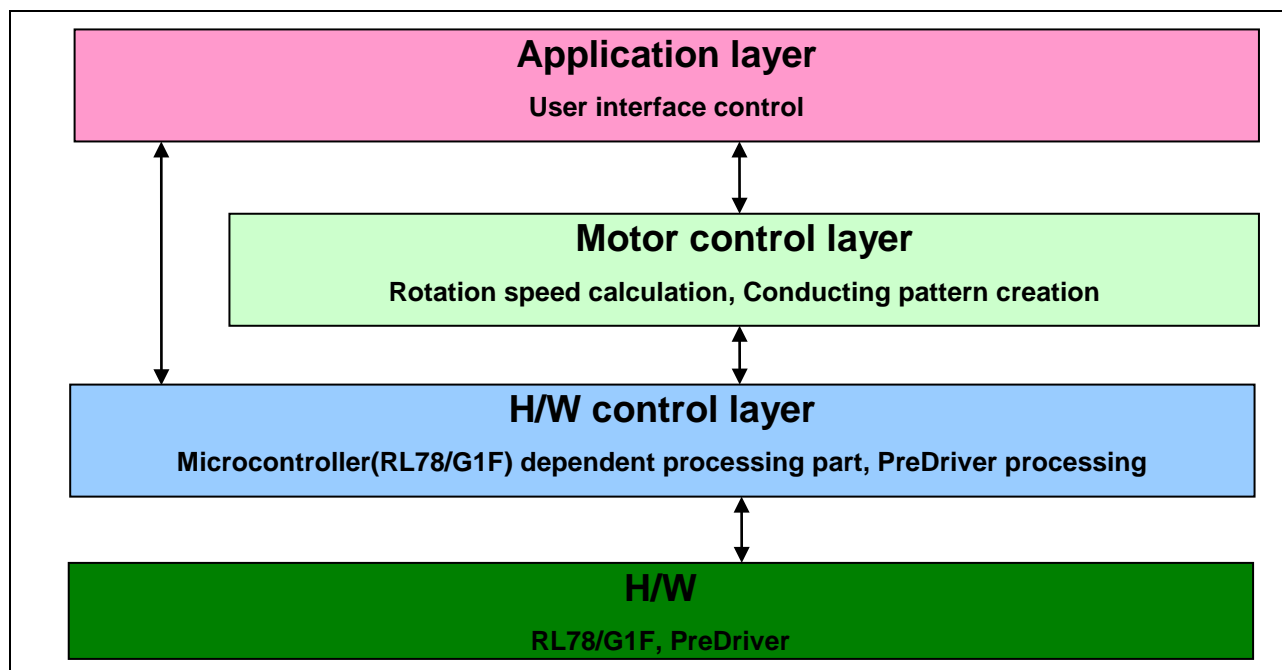 Application layer
User interface control
Motor control layer
Rotation speed calculation, Conducting pattern creation
H/W control layer
Microcontroller(RL78/G1F) dependent processing part, PreDriver processing
H/W
RL78/G1F, PreDriver